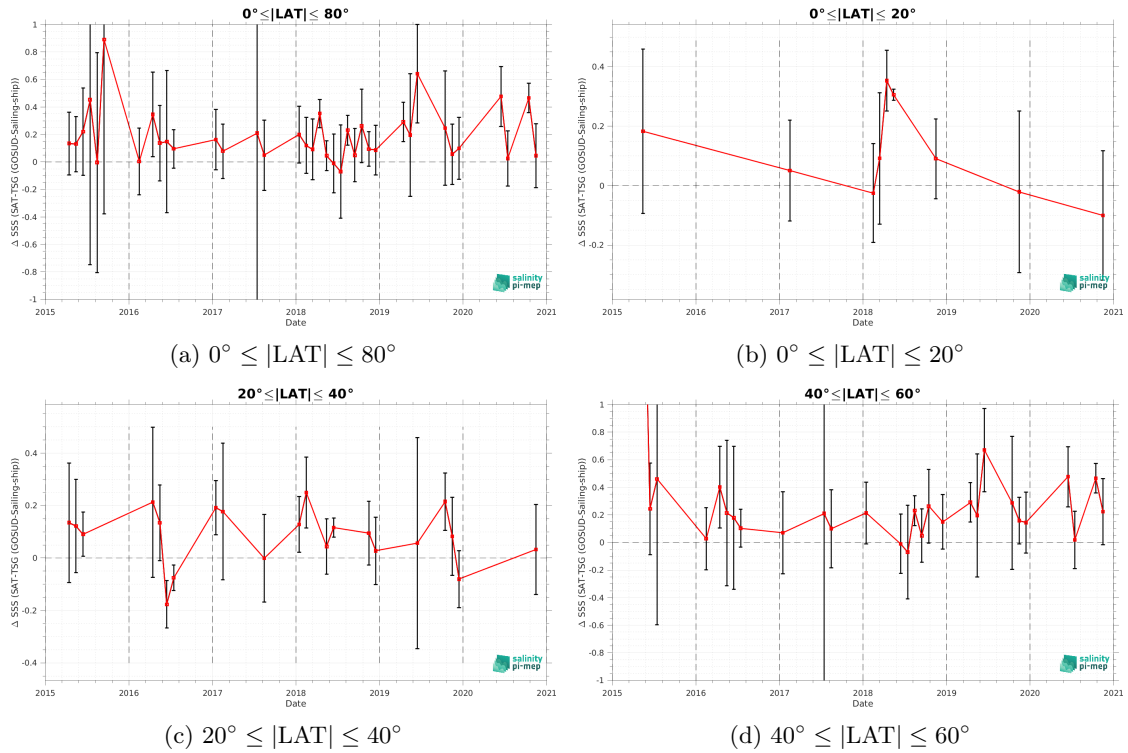 0°≤|LAT|≤ 80°
Δ SSS (SAT-TSG (GOSUD-Sailing-ship))
1
0.8
0.6
0.4
0.2
0
-0.2
-0.4
-0.6
-0.8
-1
2015
2016
2017
2018
2019
2020
2021
Date
salinity
pi-mep
(a) 0° ≤ |LAT| ≤ 80°
0°≤|LAT|≤ 20°
Δ SSS (SAT-TSG (GOSUD-Sailing-ship))
0.4
0.2
0
-0.2
2015
2016
2017
2018
2019
2020
2021
Date
salinity
pi-mep
(b) 0° ≤ |LAT| ≤ 20°
20°≤|LAT|≤ 40°
Δ SSS (SAT-TSG (GOSUD-Sailing-ship))
0.4
0.2
0
-0.2
-0.4
2015
2016
2017
2018
2019
2020
2021
Date
salinity
pi-mep
(c) 20° ≤ |LAT| ≤ 40°
40°≤|LAT|≤ 60°
Δ SSS (SAT-TSG (GOSUD-Sailing-ship))
1
0.8
0.6
0.4
0.2
0
-0.2
-0.4
-0.6
-0.8
-1
2015
2016
2017
2018
2019
2020
2021
Date
salinity
pi-mep
(d) 40° ≤ |LAT| ≤ 60°